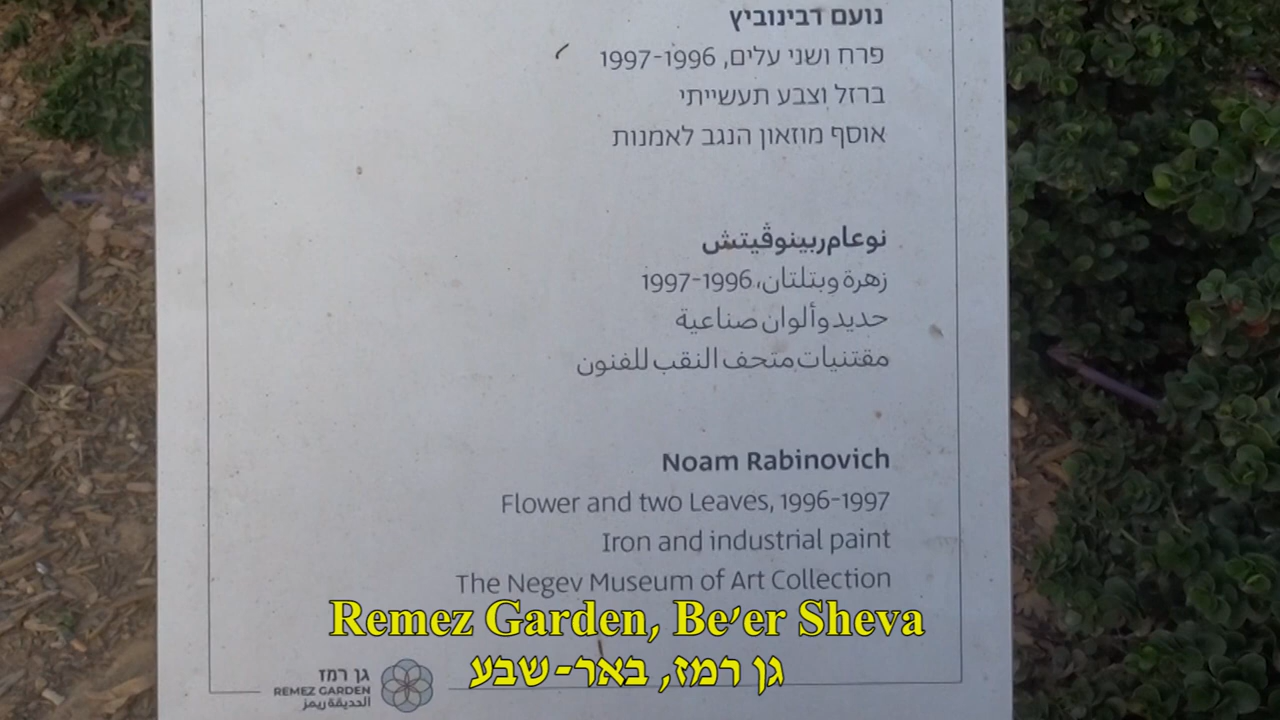 נועם רבינוביץ
פרח ושני עלים, 1996-1997
ברזל וצבע תעשייתי
אוסף מוזאון הנגב לאמנות
نوعام ربينوڤيتش
زهرة وبتلتان، 1996-1997
حديد وألوان صناعية
مقتنيات متحف النقب للفنون
Noam Rabinovich
Flower and two Leaves, 1996-1997
Iron and industrial paint
The Negev Museum of Art Collection
Remez Garden, Be'er Sheva
גן רמז, באר-שבע
גן רמז
REMEZ GARDEN
الحديقة ريمز